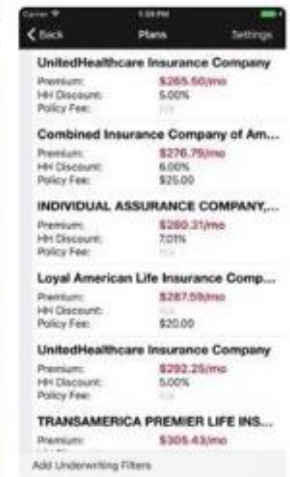 Carrier 1:59 PM
Back Plans Settings
UnitedHealthcare Insurance Company
Premium: $265.50/mo
HH Discount: 5.00%
Policy Fee: n/a
Combined Insurance Company of Am...
Premium: $276.75/mo
HH Discount: 6.00%
Policy Fee: $25.00
INDIVIDUAL ASSURANCE COMPANY,...
Premium: $280.31/mo
HH Discount: 7.01%
Policy Fee: n/a
Loyal American Life Insurance Comp...
Premium: $287.59/mo
HH Discount: n/a
Policy Fee: $20.00
UnitedHealthcare Insurance Company
Premium: $292.25/mo
HH Discount: 5.00%
Policy Fee: n/a
TRANSAMERICA PREMIER LIFE INS...
Premium: $305.43/mo
Add Underwriting Filters